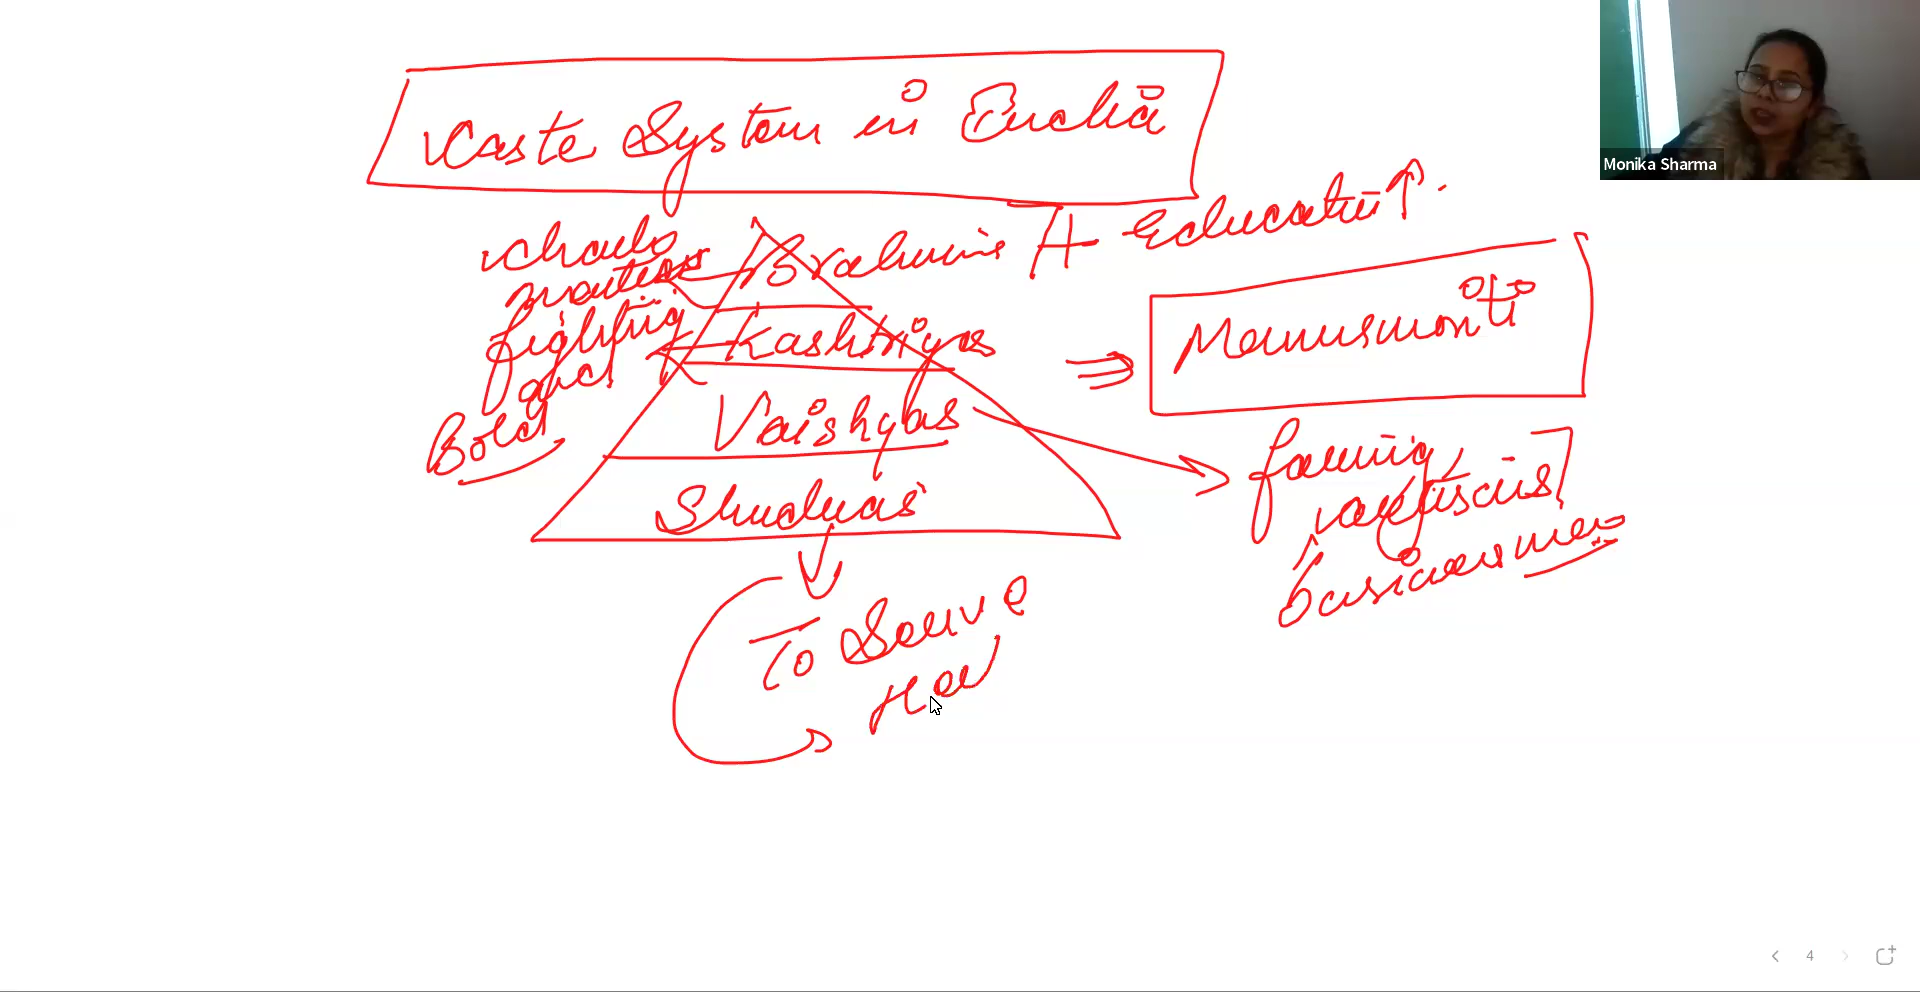 Caste System in India
Monika Sharma
Brahmins
Education ↑
Kashtriyas
fighting
and
Bold
Manusmriti
Vaishyas
farming,
businessmen
Shudras
To Serve
4